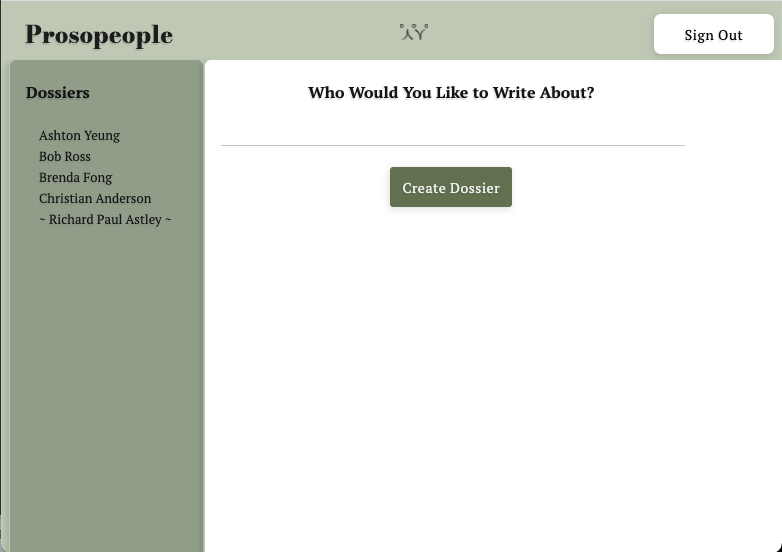 Prosopeople
Sign Out
Dossiers
Ashton Yeung
Bob Ross
Brenda Fong
Christian Anderson
~ Richard Paul Astley ~
Who Would You Like to Write About?
Create Dossier